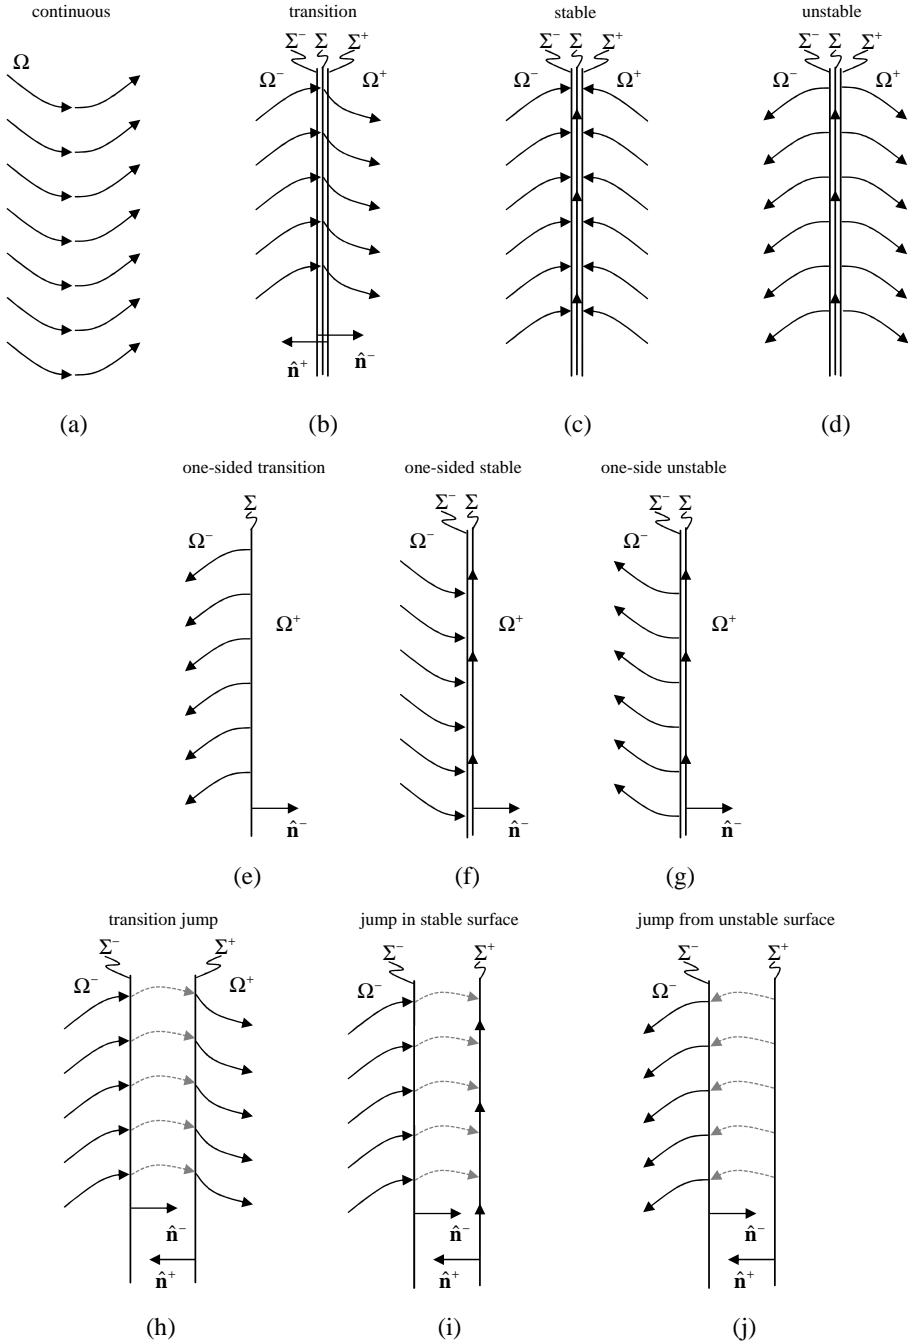 continuous transition stable unstable
Σ⁻ Σ Σ⁺ Σ⁻ Σ Σ⁺ Σ⁻ Σ Σ⁺
Ω Ω⁻ Ω⁺ Ω⁻ Ω⁺ Ω⁻ Ω⁺
n̂⁺ n̂⁻
(a) (b) (c) (d)
one-sided transition one-sided stable one-side unstable
Σ Σ⁻ Σ Σ⁻ Σ
Ω⁻ Ω⁻ Ω⁻
Ω⁺ Ω⁺ Ω⁺
n̂⁻ n̂⁻ n̂⁻
(e) (f) (g)
transition jump jump in stable surface jump from unstable surface
Σ⁻ Σ⁺ Σ⁻ Σ⁺ Σ⁻ Σ⁺
Ω⁻ Ω⁺ Ω⁻ Ω⁻
n̂⁻ n̂⁻ n̂⁻
n̂⁺ n̂⁺ n̂⁺
(h) (i) (j)